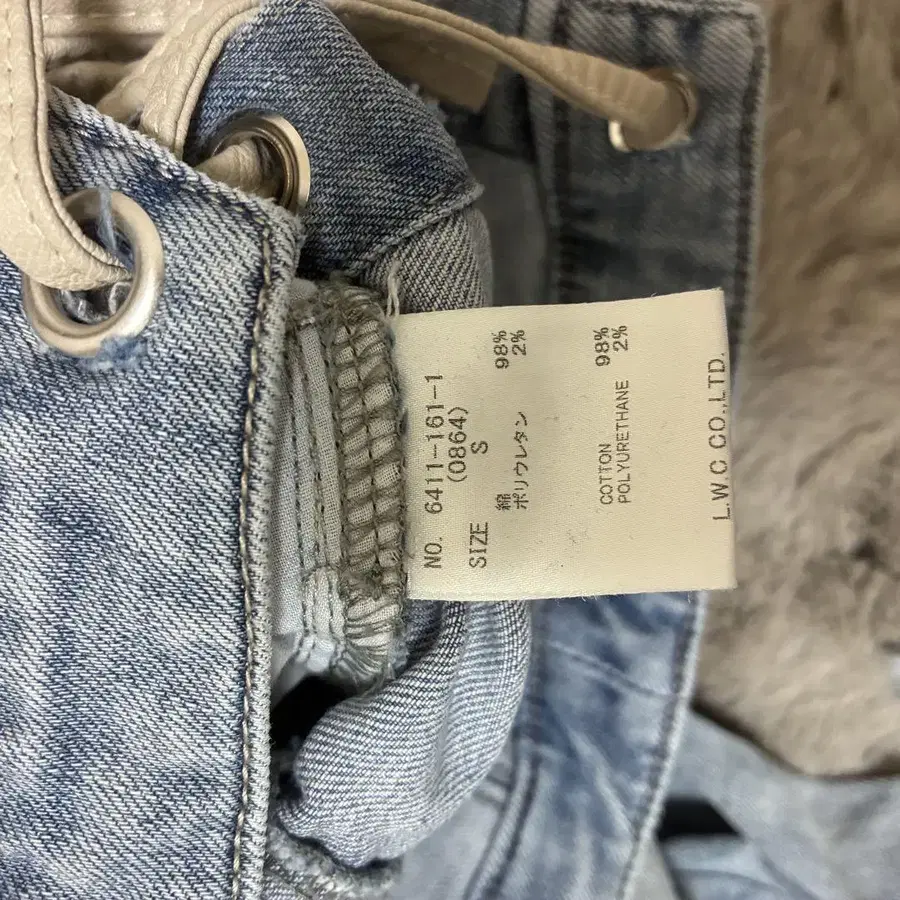 NO. 6411-161-1
(0864)
SIZE S
綿 98%
ポリウレタン 2%
COTTON 98%
POLYURETHANE 2%
L.W.C CO.,LTD.